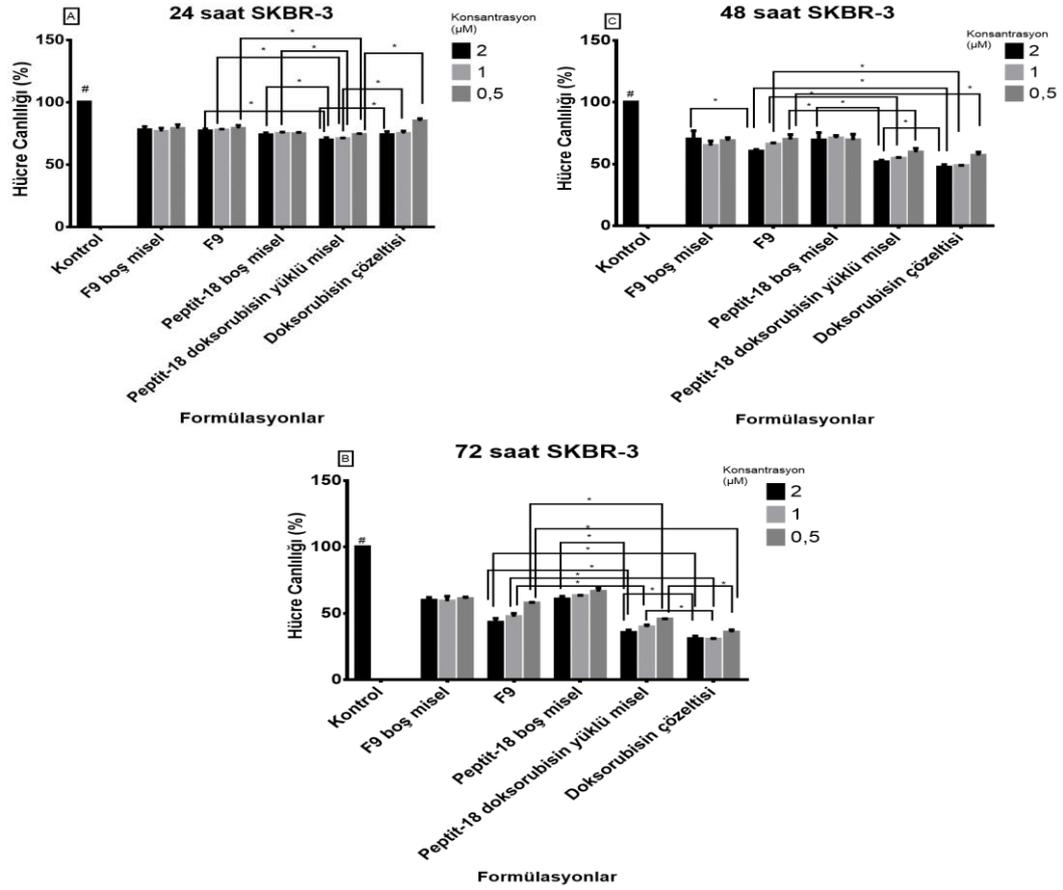 A
24 saat SKBR-3
Hücre Canlılığı (%)
150
100
50
0
#
* * * * * * * *
Konsantrasyon
(µM)
2
1
0,5
Kontrol
F9 boş misel
F9
Peptit-18 boş misel
Peptit-18 doksorubisin yüklü misel
Doksorubisin çözeltisi
Formülasyonlar
C
48 saat SKBR-3
Hücre Canlılığı (%)
150
100
50
0
#
* * * * * * * *
Konsantrasyon
(µM)
2
1
0,5
Kontrol
F9 boş misel
F9
Peptit-18 boş misel
Peptit-18 doksorubisin yüklü misel
Doksorubisin çözeltisi
Formülasyonlar
B
72 saat SKBR-3
Hücre Canlılığı (%)
150
100
50
0
#
* * * * * * * * * *
Konsantrasyon
(µM)
2
1
0,5
Kontrol
F9 boş misel
F9
Peptit-18 boş misel
Peptit-18 doksorubisin yüklü misel
Doksorubisin çözeltisi
Formülasyonlar